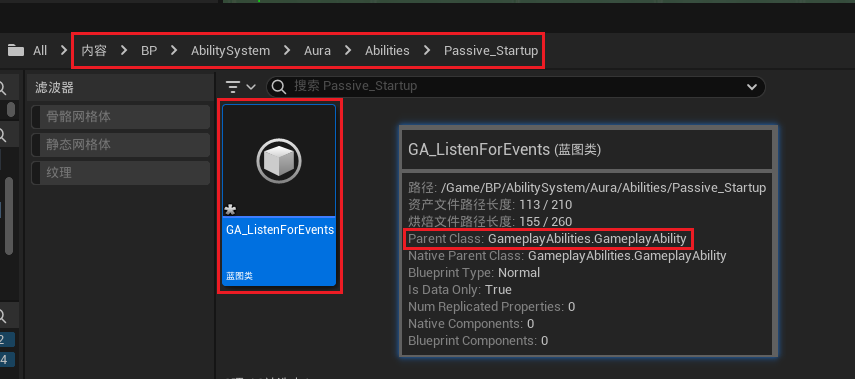 All > 内容 > BP > AbilitySystem > Aura > Abilities > Passive_Startup
滤波器
骨骼网格体
静态网格体
纹理
搜索 Passive_Startup
GA_ListenForEvents
蓝图类
GA_ListenForEvents (蓝图类)
路径: /Game/BP/AbilitySystem/Aura/Abilities/Passive_Startup
资产文件路径长度: 113 / 210
烘焙文件路径长度: 155 / 260
Parent Class: GameplayAbilities.GameplayAbility
Native Parent Class: GameplayAbilities.GameplayAbility
Blueprint Type: Normal
Is Data Only: True
Num Replicated Properties: 0
Native Components: 0
Blueprint Components: 0
2
4